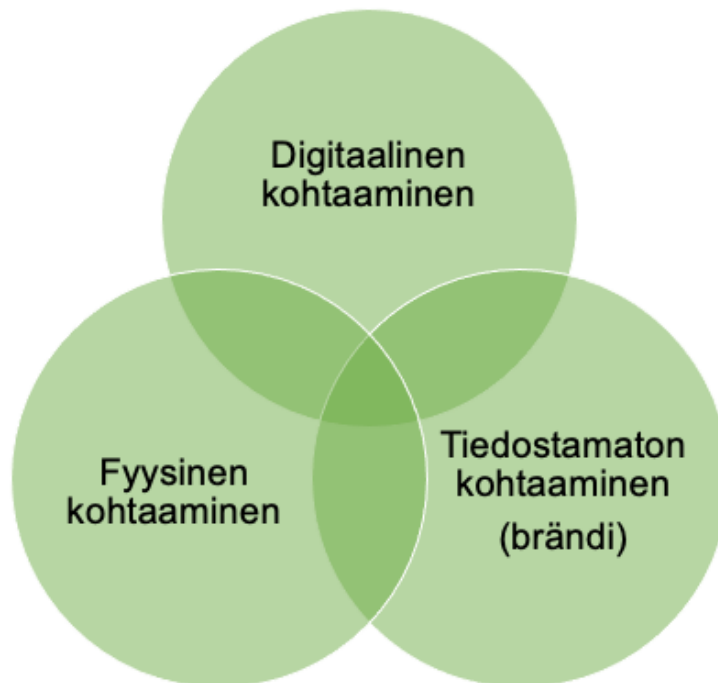 Digitaalinen
kohtaaminen
Fyysinen
kohtaaminen
Tiedostamaton
kohtaaminen
(brändi)